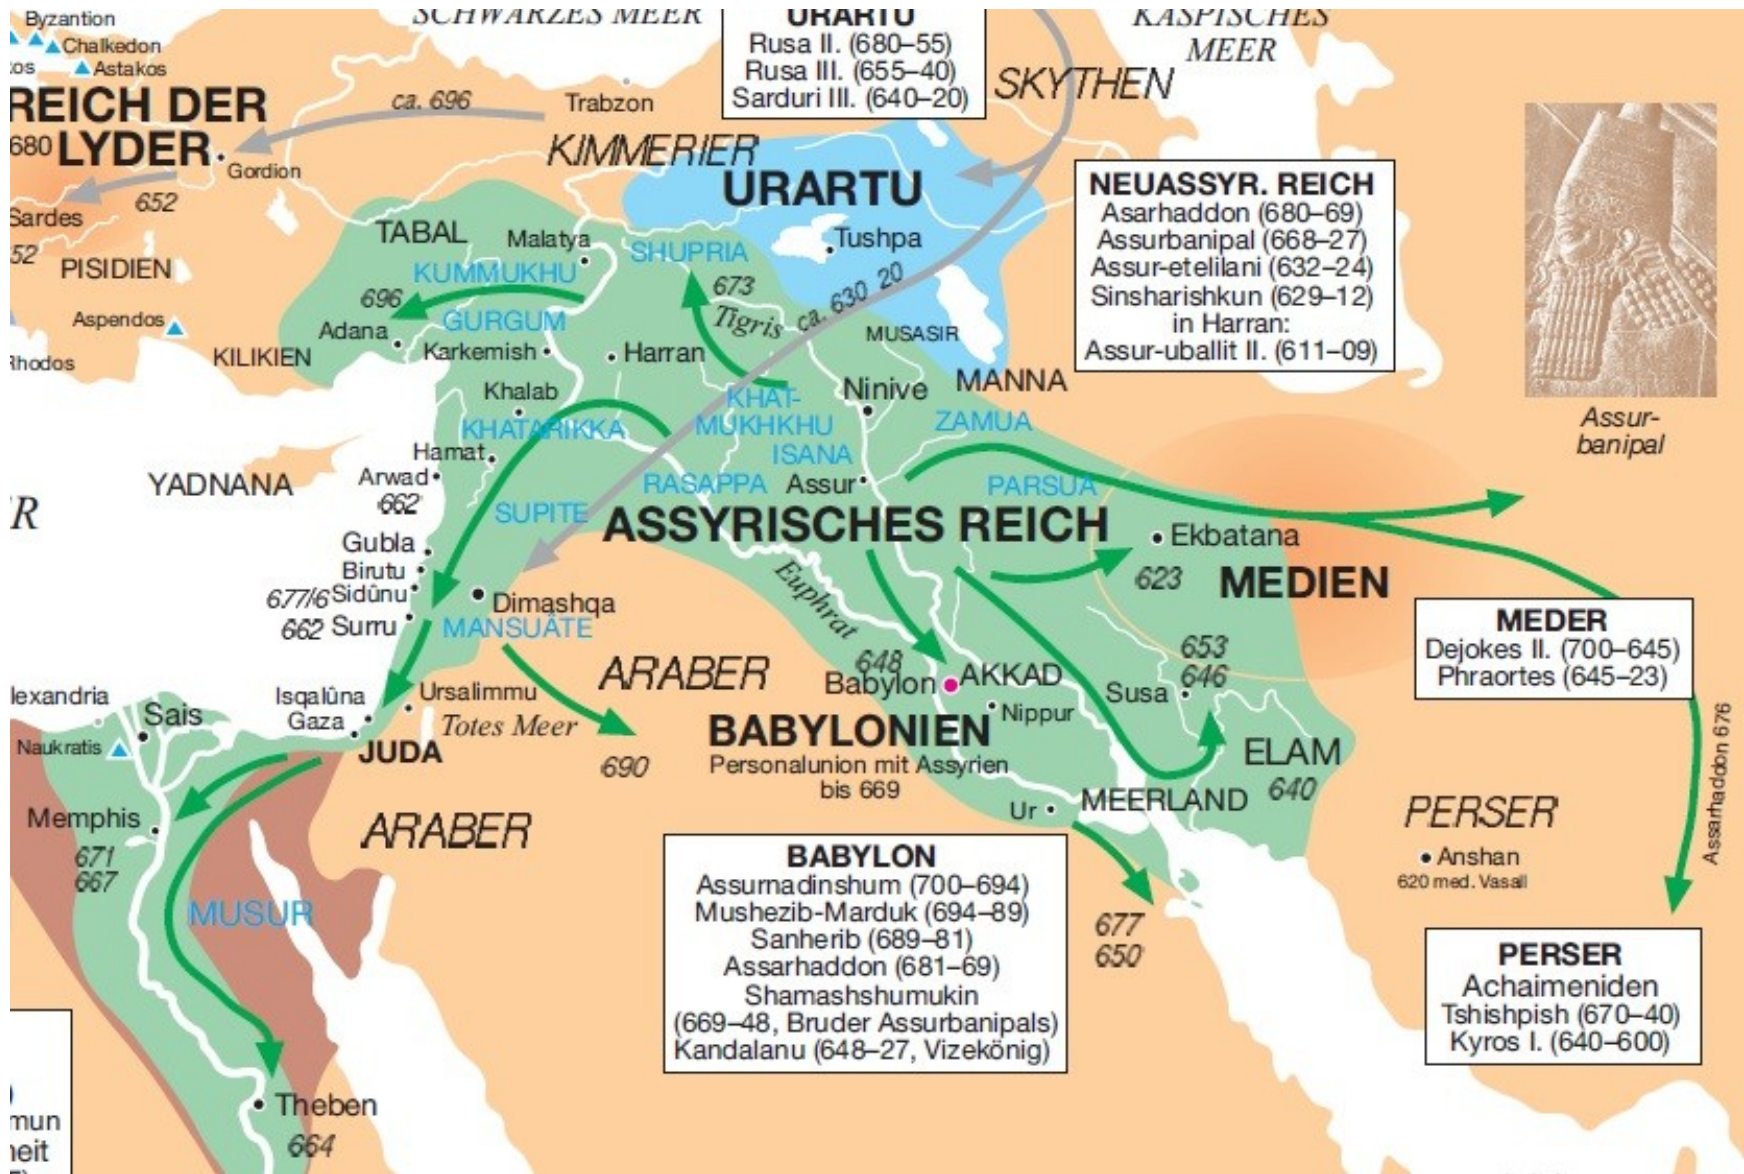 Byzantion
SCHWARZES MEER
URARTU
Rusa II. (680–55)
Rusa III. (655–40)
Sarduri III. (640–20)
KASPISCHES
MEER
Chalkedon
Astakos
REICH DER
LYDER
680
ca. 696
Trabzon
SKYTHEN
KIMMERIER
Gordion
652
Sardes
52
PISIDIEN
Aspendos
Rhodos
KILIKIEN
TABAL
Malatya
KUMMUKHU
696
Adana
GURGUM
Karkemish
Harran
Khalab
KHATARIKKA
Hamat
Arwad
662
YADNANA
R
URARTU
Tushpa
SHUPRIA
673
Tigris
ca. 630 20
MUSASIR
Ninive
MANNA
KHAT-
MUKHKHU
ZAMUA
ISANA
RASAPPA
Assur
PARSUA
SUPITE
ASSYRISCHES REICH
Ekbatana
623
MEDIEN
NEUASSYR. REICH
Asarhaddon (680–69)
Assurbanipal (668–27)
Assur-etelilani (632–24)
Sinsharishkun (629–12)
in Harran:
Assur-uballit II. (611–09)
Assur-
banipal
Gubla
Birutu
677/6 Sidûnu
662 Surru
Dimashqa
MANSUÂTE
Euphrat
ARABER
648
Babylon
AKKAD
Nippur
653
646
Susa
MEDER
Dejokes II. (700–645)
Phraortes (645–23)
lexandria
Sais
Naukratis
Isqalûna
Gaza
Ursalimmu
Totes Meer
JUDA
690
BABYLONIEN
Personalunion mit Assyrien
bis 669
ELAM
640
Ur
MEERLAND
Assarhaddon 676
Memphis
671
667
ARABER
MUSUR
PERSER
Anshan
620 med. Vasall
BABYLON
Assurnadinshum (700–694)
Mushezib-Marduk (694–89)
Sanherib (689–81)
Assarhaddon (681–69)
Shamashshumukin
(669–48, Bruder Assurbanipals)
Kandalanu (648–27, Vizekönig)
677
650
PERSER
Achaimeniden
Tshishpish (670–40)
Kyros I. (640–600)
mun
heit
Theben
664